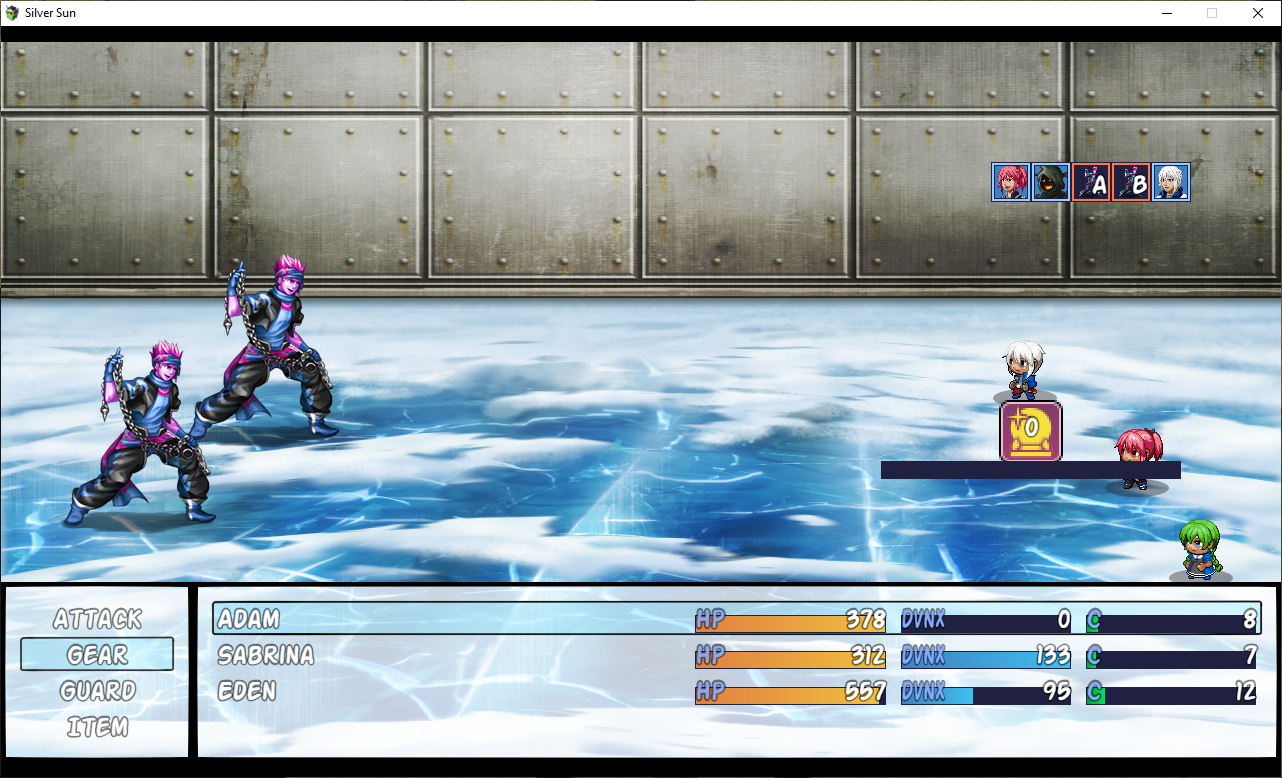 Silver Sun
A B
0
ATTACK
GEAR
GUARD
ITEM
ADAM HP 378 DVNX 0 C 8
SABRINA HP 312 DVNX 133 C 7
EDEN HP 557 DVNX 95 C 12